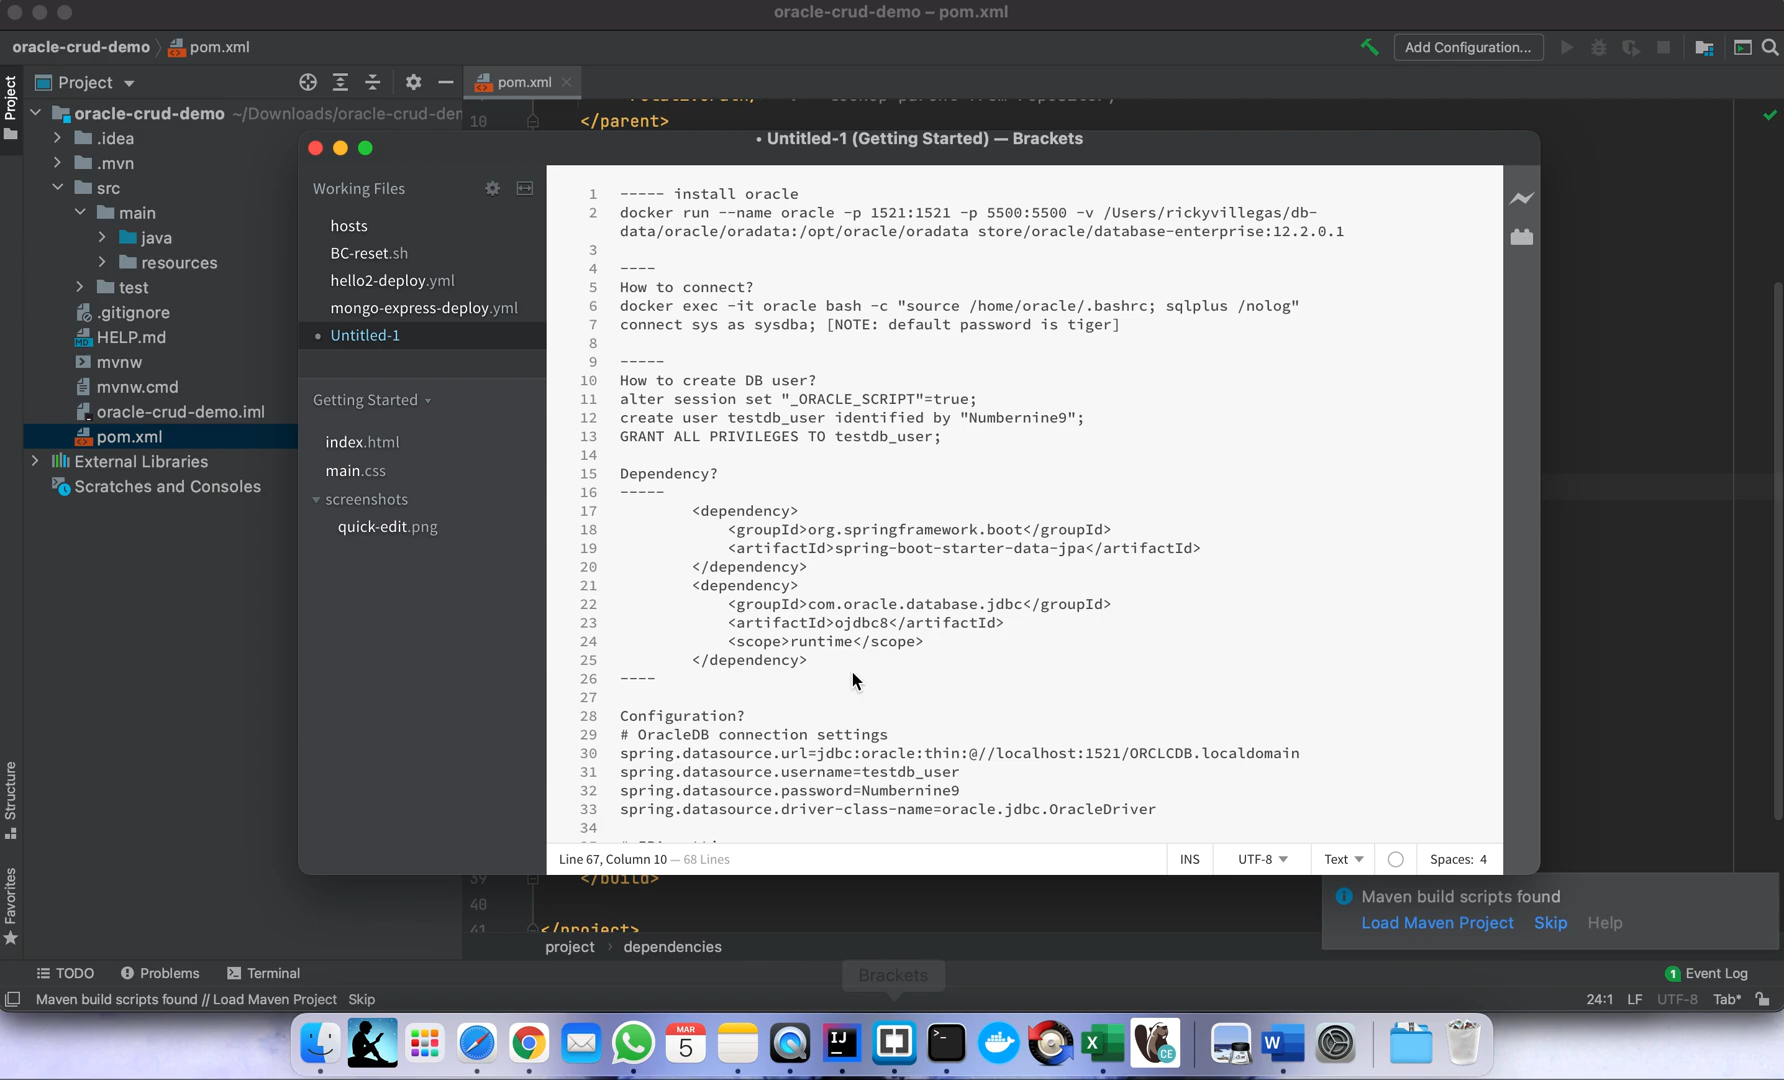 oracle-crud-demo – pom.xml
oracle-crud-demo
pom.xml
Add Configuration...
Project
Project
pom.xml
oracle-crud-demo ~/Downloads/oracle-crud-der
.idea
.mvn
src
main
java
resources
test
.gitignore
HELP.md
mvnw
mvnw.cmd
oracle-crud-demo.iml
pom.xml
External Libraries
Scratches and Consoles
10
</parent>
• Untitled-1 (Getting Started) — Brackets
Working Files
hosts
BC-reset.sh
hello2-deploy.yml
mongo-express-deploy.yml
• Untitled-1
Getting Started
index.html
main.css
screenshots
quick-edit.png
1 ----- install oracle
2 docker run --name oracle -p 1521:1521 -p 5500:5500 -v /Users/rickyvillegas/db-
data/oracle/oradata:/opt/oracle/oradata store/oracle/database-enterprise:12.2.0.1
3
4 ----
5 How to connect?
6 docker exec -it oracle bash -c "source /home/oracle/.bashrc; sqlplus /nolog"
7 connect sys as sysdba; [NOTE: default password is tiger]
8
9 -----
10 How to create DB user?
11 alter session set "_ORACLE_SCRIPT"=true;
12 create user testdb_user identified by "Numbernine9";
13 GRANT ALL PRIVILEGES TO testdb_user;
14
15 Dependency?
16 -----
17 <dependency>
18 <groupId>org.springframework.boot</groupId>
19 <artifactId>spring-boot-starter-data-jpa</artifactId>
20 </dependency>
21 <dependency>
22 <groupId>com.oracle.database.jdbc</groupId>
23 <artifactId>ojdbc8</artifactId>
24 <scope>runtime</scope>
25 </dependency>
26 ----
27
28 Configuration?
29 # OracleDB connection settings
30 spring.datasource.url=jdbc:oracle:thin:@//localhost:1521/ORCLCDB.localdomain
31 spring.datasource.username=testdb_user
32 spring.datasource.password=Numbernine9
33 spring.datasource.driver-class-name=oracle.jdbc.OracleDriver
34
Line 67, Column 10 — 68 Lines
INS
UTF-8
Text
Spaces: 4
39 </build>
40
41 </project>
project › dependencies
Maven build scripts found
Load Maven Project Skip Help
Structure
Favorites
TODO
Problems
Terminal
Brackets
1 Event Log
Maven build scripts found // Load Maven Project Skip
24:1 LF UTF-8 Tab*
MAR
5
IJ
CE
W